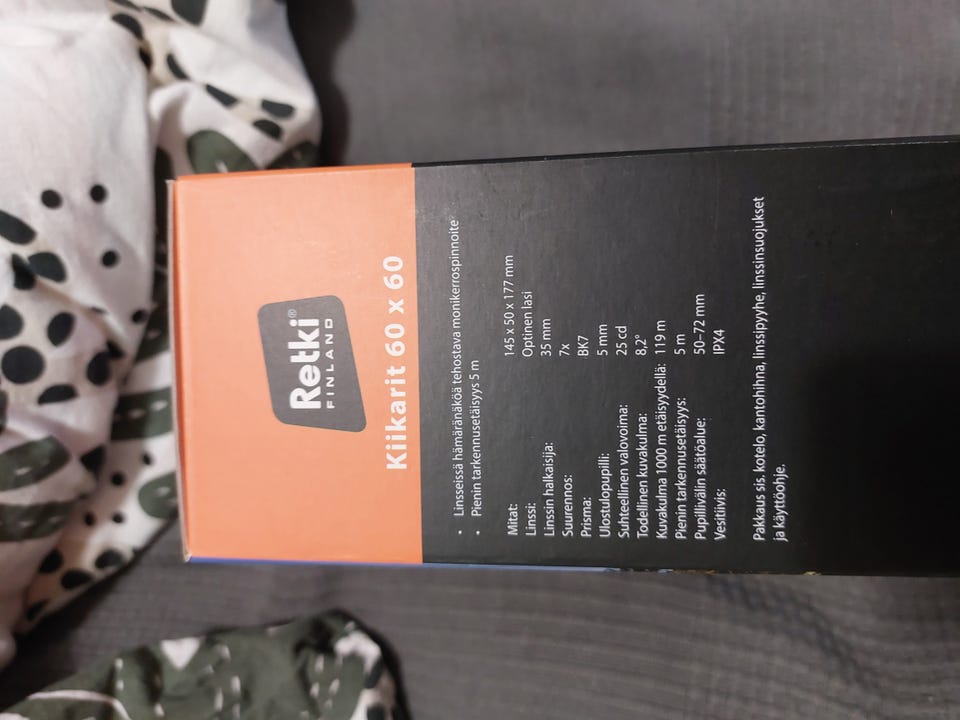 Retki®
FINLAND
Kiikarit 60 x 60
• Linsseissä hämäränäköä tehostava monikerrospinnoite
• Pienin tarkennusetäisyys 5 m
Mitat: 145 x 50 x 177 mm
Linssi: Optinen lasi
Linssin halkaisija: 35 mm
Suurennos: 7x
Prisma: BK7
Ulostulopupilli: 5 mm
Suhteellinen valovoima: 25 cd
Todellinen kuvakulma: 8,2°
Kuvakulma 1000 m etäisyydellä: 119 m
Pienin tarkennusetäisyys: 5 m
Pupillivälin säätöalue: 50–72 mm
Vesitiivis: IPX4
Pakkaus sis. kotelo, kantohihna, linssipyyhe, linssinsuojukset
ja käyttöohje.